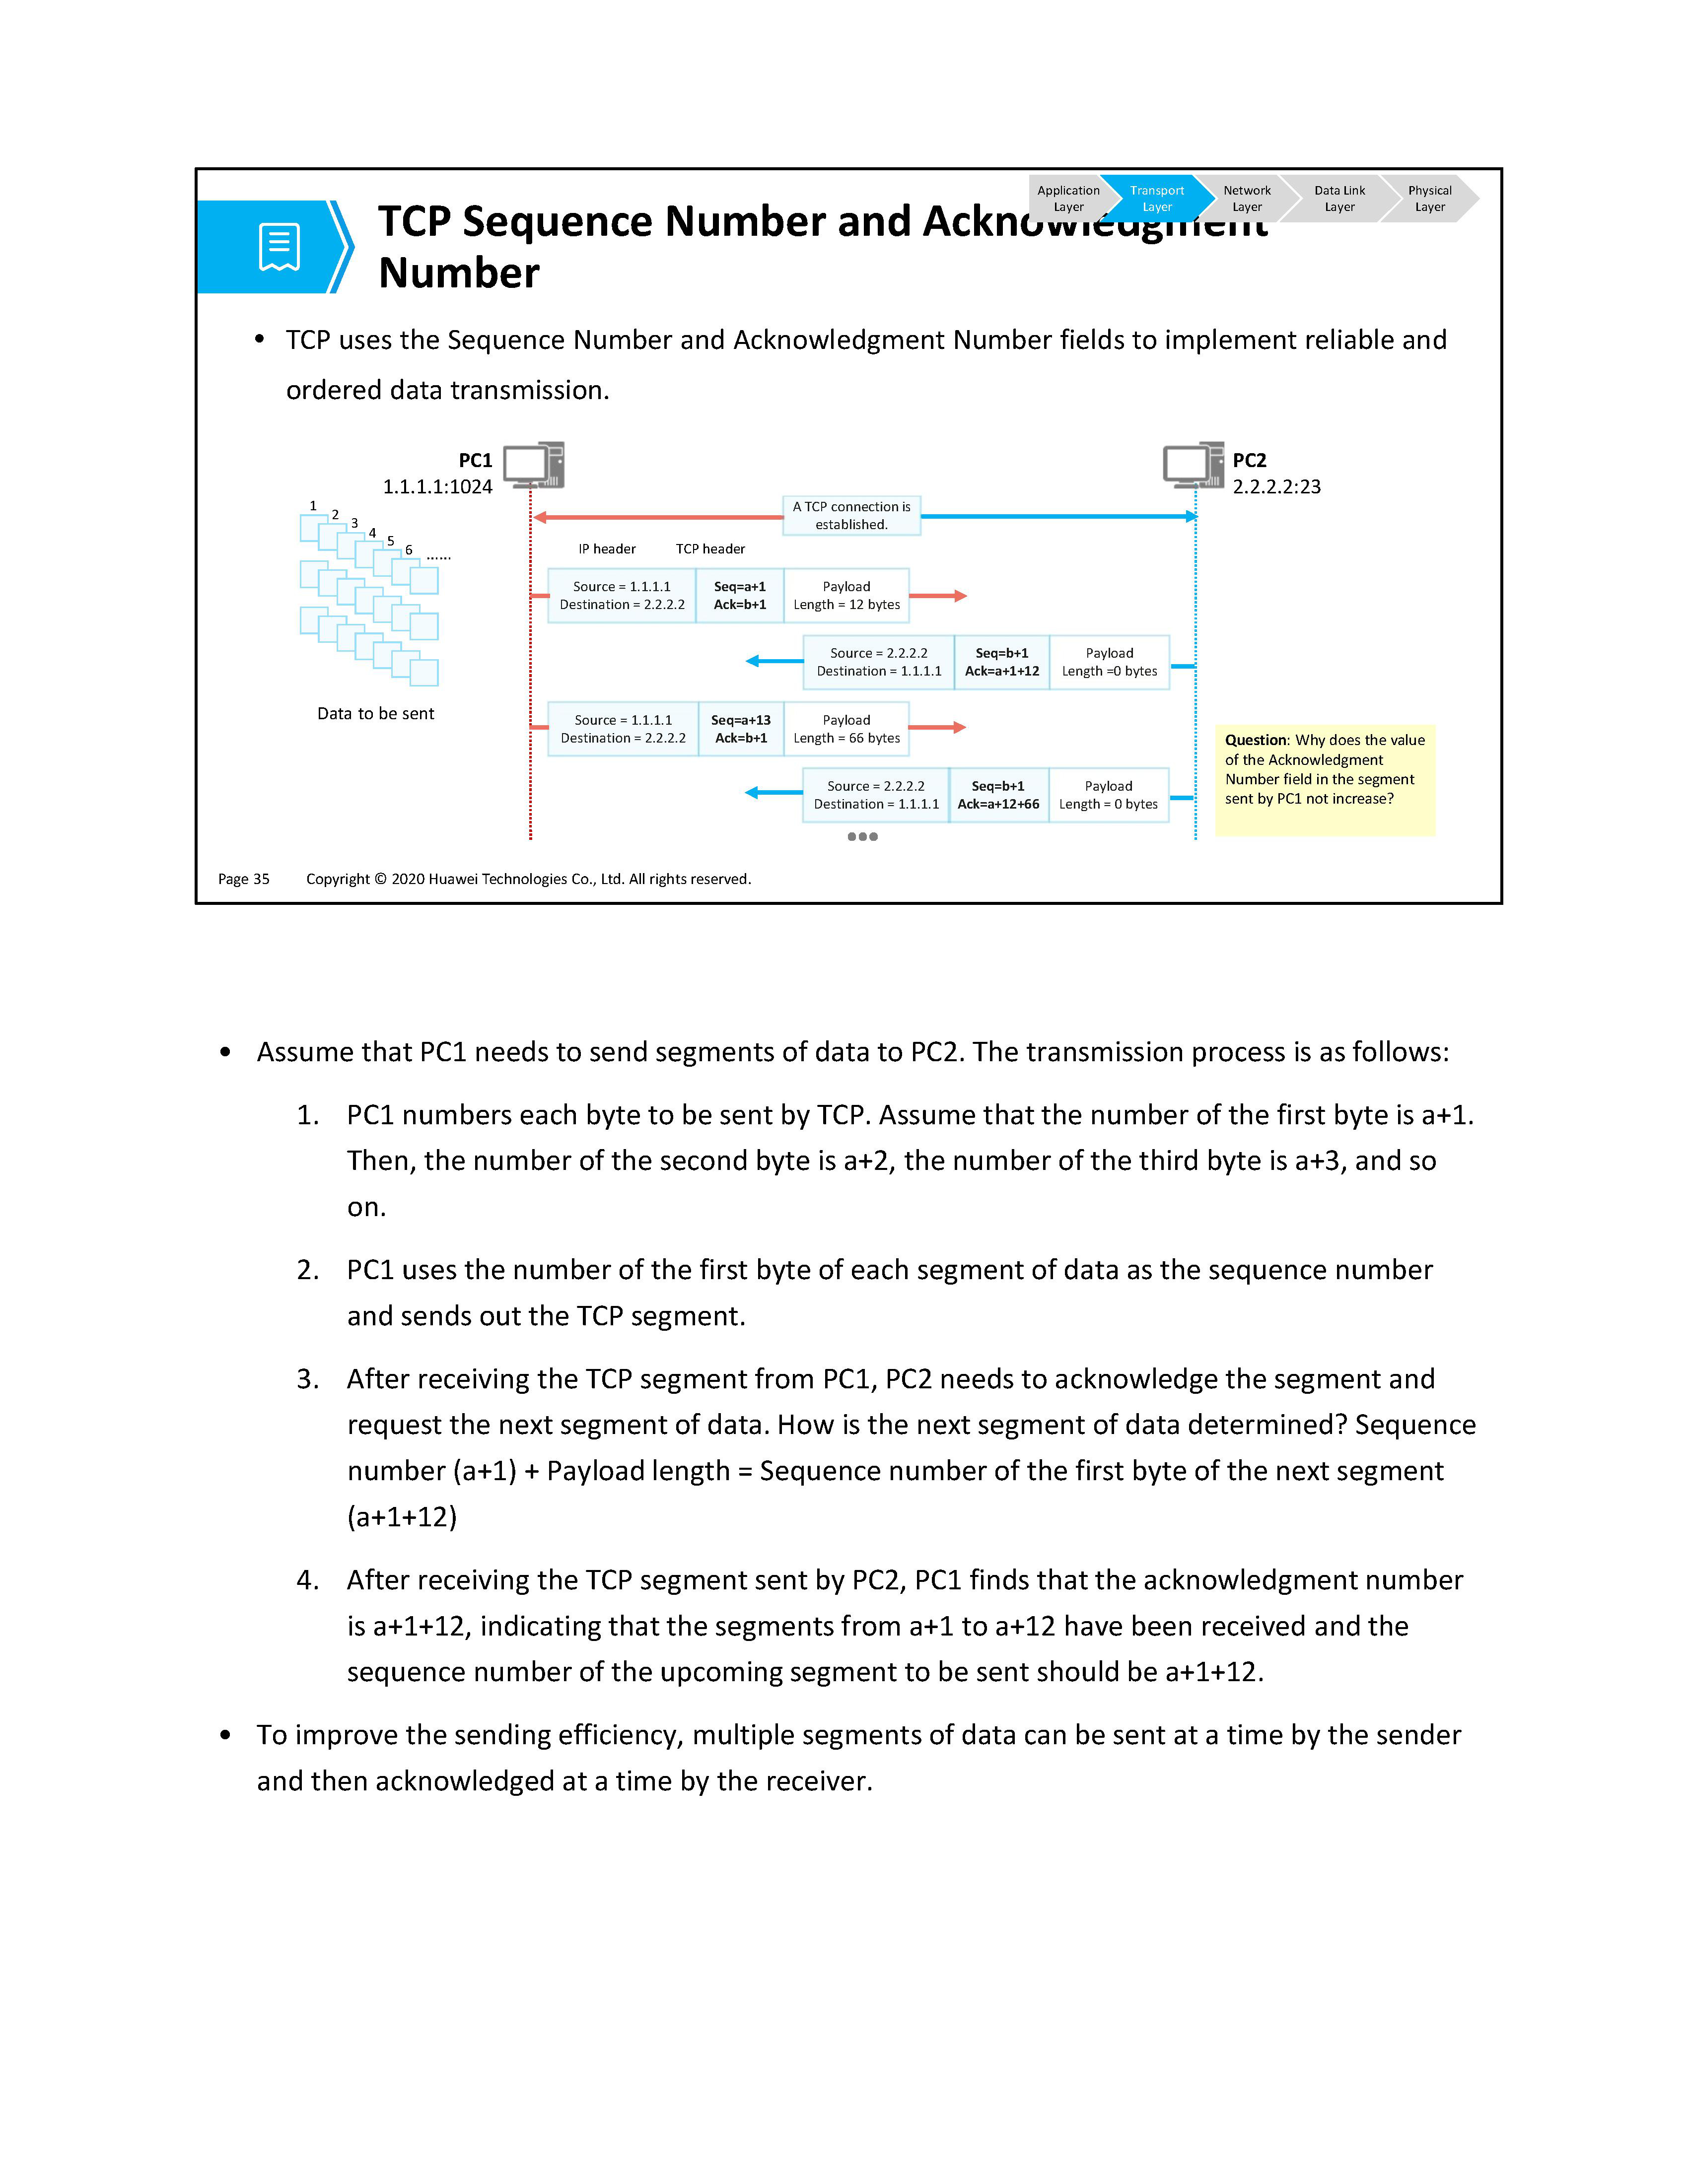 Application Layer
Transport Layer
Network Layer
Data Link Layer
Physical Layer
TCP Sequence Number and Acknowledgment
Number
• TCP uses the Sequence Number and Acknowledgment Number fields to implement reliable and
ordered data transmission.
PC1
1.1.1.1:1024
PC2
2.2.2.2:23
1
2
3
4
5
6
......
Data to be sent
A TCP connection is
established.
IP header
TCP header
Source = 1.1.1.1
Destination = 2.2.2.2
Seq=a+1
Ack=b+1
Payload
Length = 12 bytes
Source = 2.2.2.2
Destination = 1.1.1.1
Seq=b+1
Ack=a+1+12
Payload
Length =0 bytes
Source = 1.1.1.1
Destination = 2.2.2.2
Seq=a+13
Ack=b+1
Payload
Length = 66 bytes
Source = 2.2.2.2
Destination = 1.1.1.1
Seq=b+1
Ack=a+12+66
Payload
Length = 0 bytes
Question: Why does the value
of the Acknowledgment
Number field in the segment
sent by PC1 not increase?
Page 35 Copyright © 2020 Huawei Technologies Co., Ltd. All rights reserved.
• Assume that PC1 needs to send segments of data to PC2. The transmission process is as follows:
1. PC1 numbers each byte to be sent by TCP. Assume that the number of the first byte is a+1.
Then, the number of the second byte is a+2, the number of the third byte is a+3, and so
on.
2. PC1 uses the number of the first byte of each segment of data as the sequence number
and sends out the TCP segment.
3. After receiving the TCP segment from PC1, PC2 needs to acknowledge the segment and
request the next segment of data. How is the next segment of data determined? Sequence
number (a+1) + Payload length = Sequence number of the first byte of the next segment
(a+1+12)
4. After receiving the TCP segment sent by PC2, PC1 finds that the acknowledgment number
is a+1+12, indicating that the segments from a+1 to a+12 have been received and the
sequence number of the upcoming segment to be sent should be a+1+12.
• To improve the sending efficiency, multiple segments of data can be sent at a time by the sender
and then acknowledged at a time by the receiver.